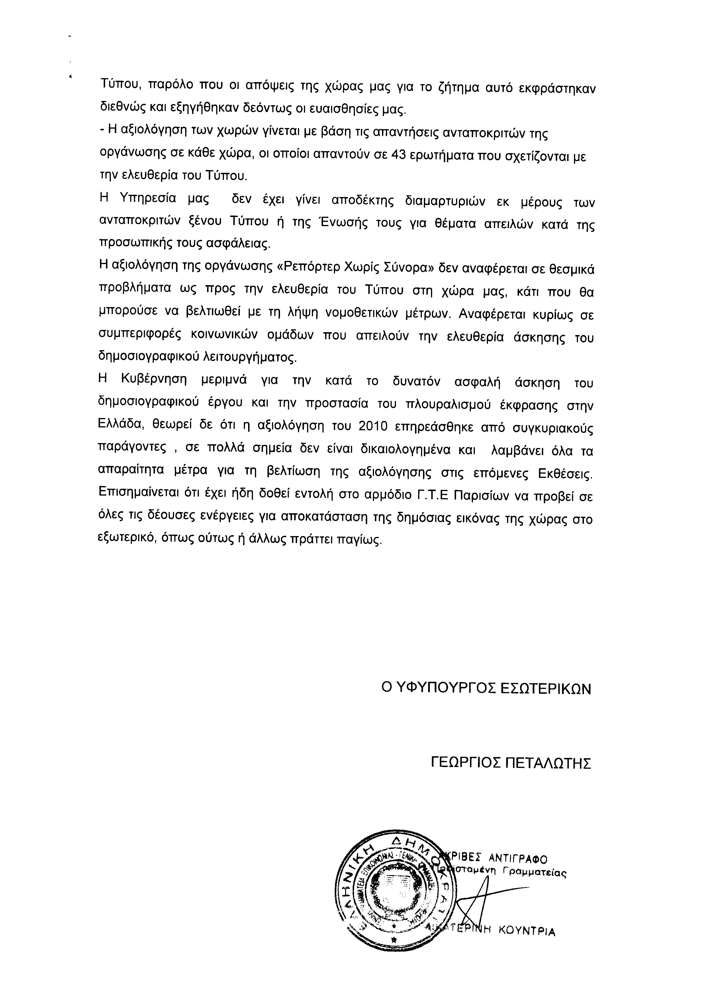 Τύπου, παρόλο που οι απόψεις της χώρας μας για το ζήτημα αυτό εκφράστηκαν
διεθνώς και εξηγήθηκαν δεόντως οι ευαισθησίες μας.
- Η αξιολόγηση των χωρών γίνεται με βάση τις απαντήσεις ανταποκριτών της
οργάνωσης σε κάθε χώρα, οι οποίοι απαντούν σε 43 ερωτήματα που σχετίζονται με
την ελευθερία του Τύπου.
Η Υπηρεσία μας δεν έχει γίνει αποδέκτης διαμαρτυριών εκ μέρους των
ανταποκριτών ξένου Τύπου ή της Ένωσής τους για θέματα απειλών κατά της
προσωπικής τους ασφάλειας.
Η αξιολόγηση της οργάνωσης «Ρεπόρτερ Χωρίς Σύνορα» δεν αναφέρεται σε θεσμικά
προβλήματα ως προς την ελευθερία του Τύπου στη χώρα μας, κάτι που θα
μπορούσε να βελτιωθεί με τη λήψη νομοθετικών μέτρων. Αναφέρεται κυρίως σε
συμπεριφορές κοινωνικών ομάδων που απειλούν την ελευθερία άσκησης του
δημοσιογραφικού λειτουργήματος.
Η Κυβέρνηση μεριμνά για την κατά το δυνατόν ασφαλή άσκηση του
δημοσιογραφικού έργου και την προστασία του πλουραλισμού έκφρασης στην
Ελλάδα, θεωρεί δε ότι η αξιολόγηση του 2010 επηρεάσθηκε από συγκυριακούς
παράγοντες , σε πολλά σημεία δεν είναι δικαιολογημένα και λαμβάνει όλα τα
απαραίτητα μέτρα για τη βελτίωση της αξιολόγησης στις επόμενες Εκθέσεις.
Επισημαίνεται ότι έχει ήδη δοθεί εντολή στο αρμόδιο Γ.Τ.Ε Παρισίων να προβεί σε
όλες τις δέουσες ενέργειες για αποκατάσταση της δημόσιας εικόνας της χώρας στο
εξωτερικό, όπως ούτως ή άλλως πράττει παγίως.
Ο ΥΦΥΠΟΥΡΓΟΣ ΕΣΩΤΕΡΙΚΩΝ
ΓΕΩΡΓΙΟΣ ΠΕΤΑΛΩΤΗΣ
ΕΛΛΗΝΙΚΗ ΔΗΜΟΚΡΑΤΙΑ
ΑΚΡΙΒΕΣ ΑΝΤΙΓΡΑΦΟ
Προϊσταμένη Γραμματείας
ΑΙΚΑΤΕΡΙΝΗ ΚΟΥΝΤΡΙΑ